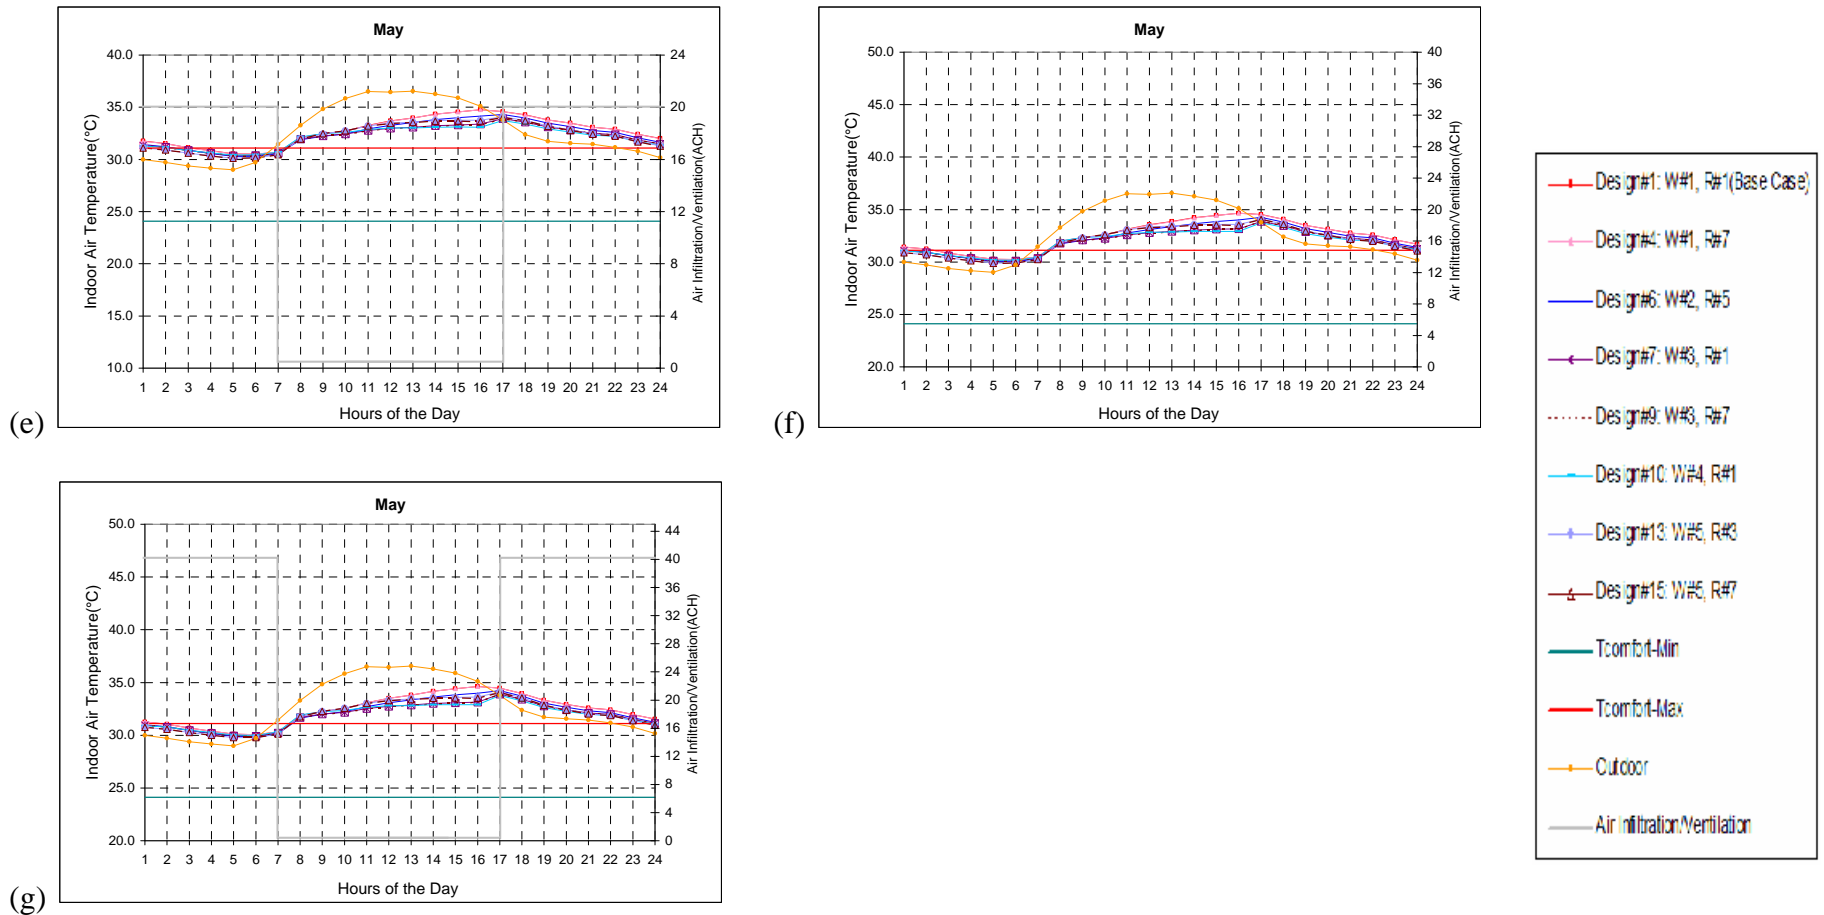 May
40.0
35.0
30.0
25.0
20.0
15.0
10.0
24
20
16
12
8
4
0
Indoor Air Temperature(°C)
Air Infiltration/Ventilation(ACH)
1 2 3 4 5 6 7 8 9 10 11 12 13 14 15 16 17 18 19 20 21 22 23 24
Hours of the Day
(e)
May
50.0
45.0
40.0
35.0
30.0
25.0
20.0
40
36
32
28
24
20
16
12
8
4
0
Indoor Air Temperature(°C)
Air Infiltration/Ventilation(ACH)
1 2 3 4 5 6 7 8 9 10 11 12 13 14 15 16 17 18 19 20 21 22 23 24
Hours of the Day
(f)
Design#1: W#1, R#1(Base Case)
Design#4: W#1, R#7
Design#6: W#2, R#5
Design#7: W#3, R#1
Design#9: W#3, R#7
Design#10: W#4, R#1
Design#13: W#5, R#3
Design#15: W#5, R#7
Tcomfort-Min
Tcomfort-Max
Outdoor
Air Infiltration/Ventilation
May
50.0
45.0
40.0
35.0
30.0
25.0
20.0
44
40
36
32
28
24
20
16
12
8
4
0
Indoor Air Temperature(°C)
Air Infiltration/Ventilation(ACH)
1 2 3 4 5 6 7 8 9 10 11 12 13 14 15 16 17 18 19 20 21 22 23 24
Hours of the Day
(g)